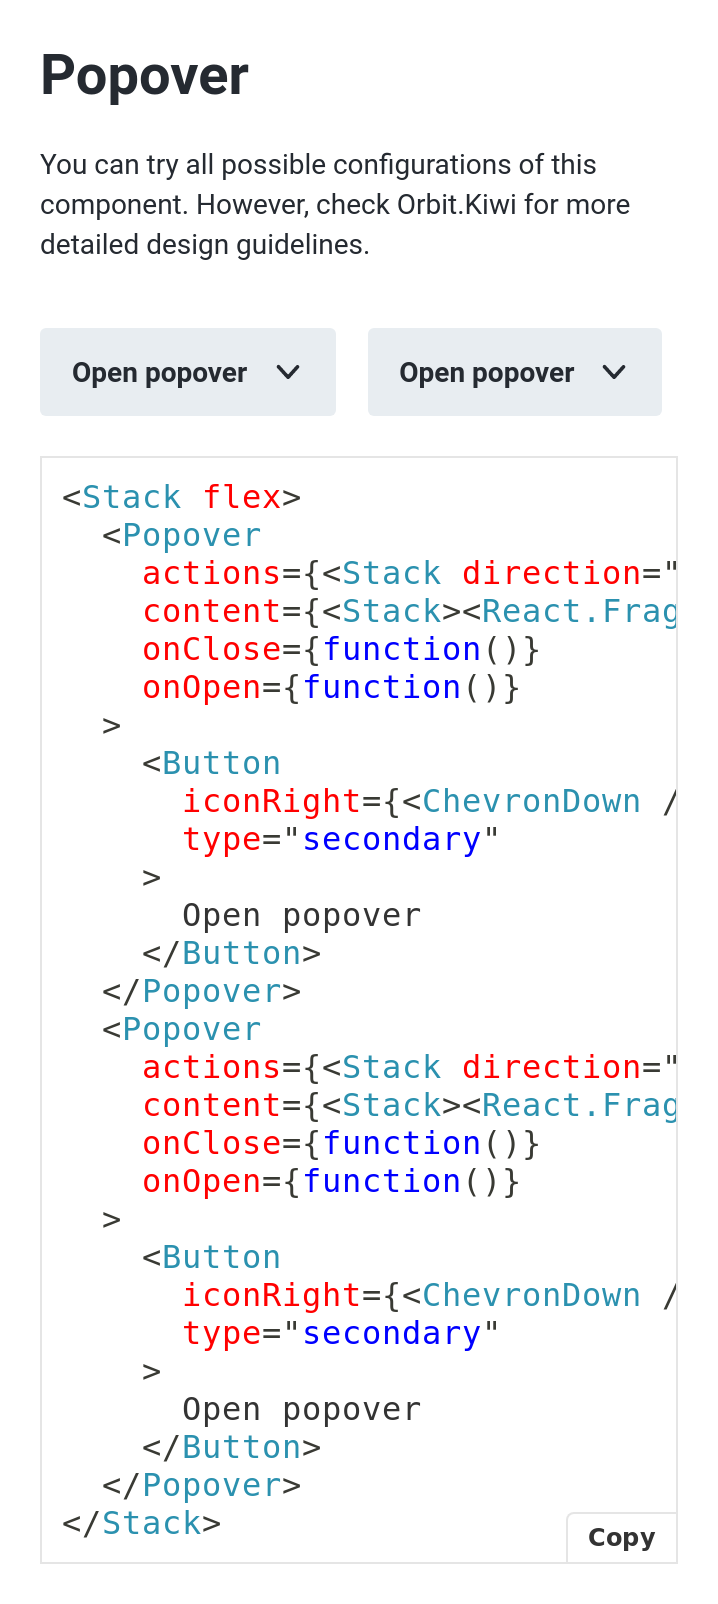 Popover
You can try all possible configurations of this
component. However, check Orbit.Kiwi for more
detailed design guidelines.
Open popover Open popover
<Stack flex>
  <Popover
    actions={<Stack direction="
    content={<Stack><React.Frag
    onClose={function()}
    onOpen={function()}
  >
    <Button
      iconRight={<ChevronDown /
      type="secondary"
    >
      Open popover
    </Button>
  </Popover>
  <Popover
    actions={<Stack direction="
    content={<Stack><React.Frag
    onClose={function()}
    onOpen={function()}
  >
    <Button
      iconRight={<ChevronDown /
      type="secondary"
    >
      Open popover
    </Button>
  </Popover>
</Stack>
Copy